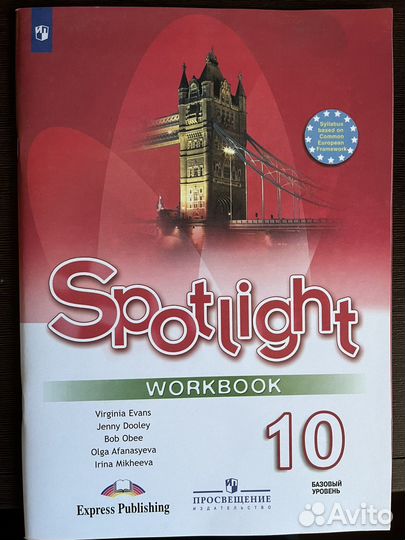 Syllabus
based on
Common
European
Framework
Spotlight
WORKBOOK
Virginia Evans
Jenny Dooley
Bob Obee
Olga Afanasyeva
Irina Mikheeva
10
БАЗОВЫЙ
УРОВЕНЬ
Express Publishing
ПРОСВЕЩЕНИЕ
ИЗДАТЕЛЬСТВО
Avito